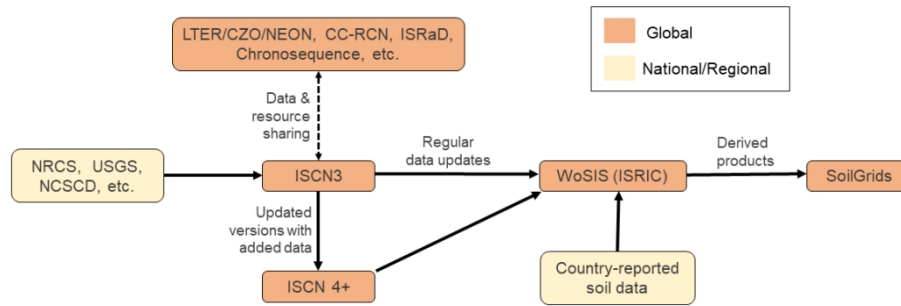 LTER/CZO/NEON, CC-RCN, ISRaD,
Chronosequence, etc.
Global
National/Regional
Data &
resource
sharing
Regular
data updates
Derived
products
NRCS, USGS,
NCSCD, etc.
ISCN3
WoSIS (ISRIC)
SoilGrids
Updated
versions with
added data
ISCN 4+
Country-reported
soil data